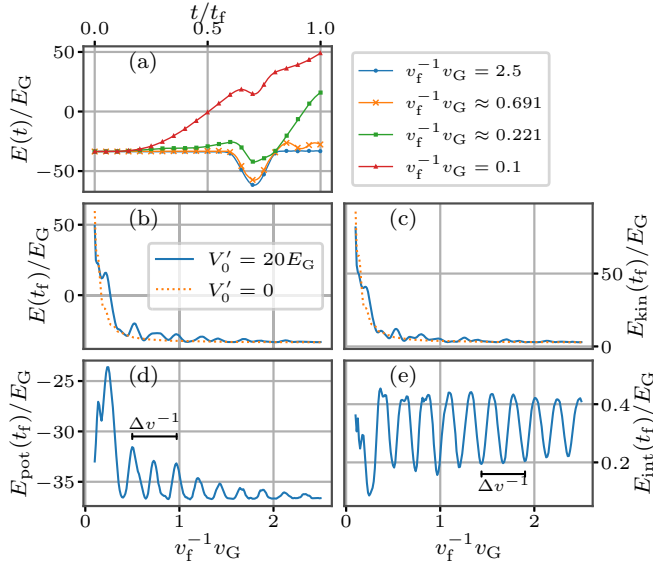 t/t_f
0.0 0.5 1.0
(a)
E(t)/E_G
50
0
−50
v_f^{−1}v_G = 2.5
v_f^{−1}v_G ≈ 0.691
v_f^{−1}v_G ≈ 0.221
v_f^{−1}v_G = 0.1
(b)
E(t_f)/E_G
50
0
V_0′ = 20E_G
V_0′ = 0
(c)
E_kin(t_f)/E_G
50
0
(d)
E_pot(t_f)/E_G
−25
−30
−35
Δv^{−1}
0 1 2
v_f^{−1}v_G
(e)
E_int(t_f)/E_G
0.4
0.2
Δv^{−1}
0 1 2
v_f^{−1}v_G